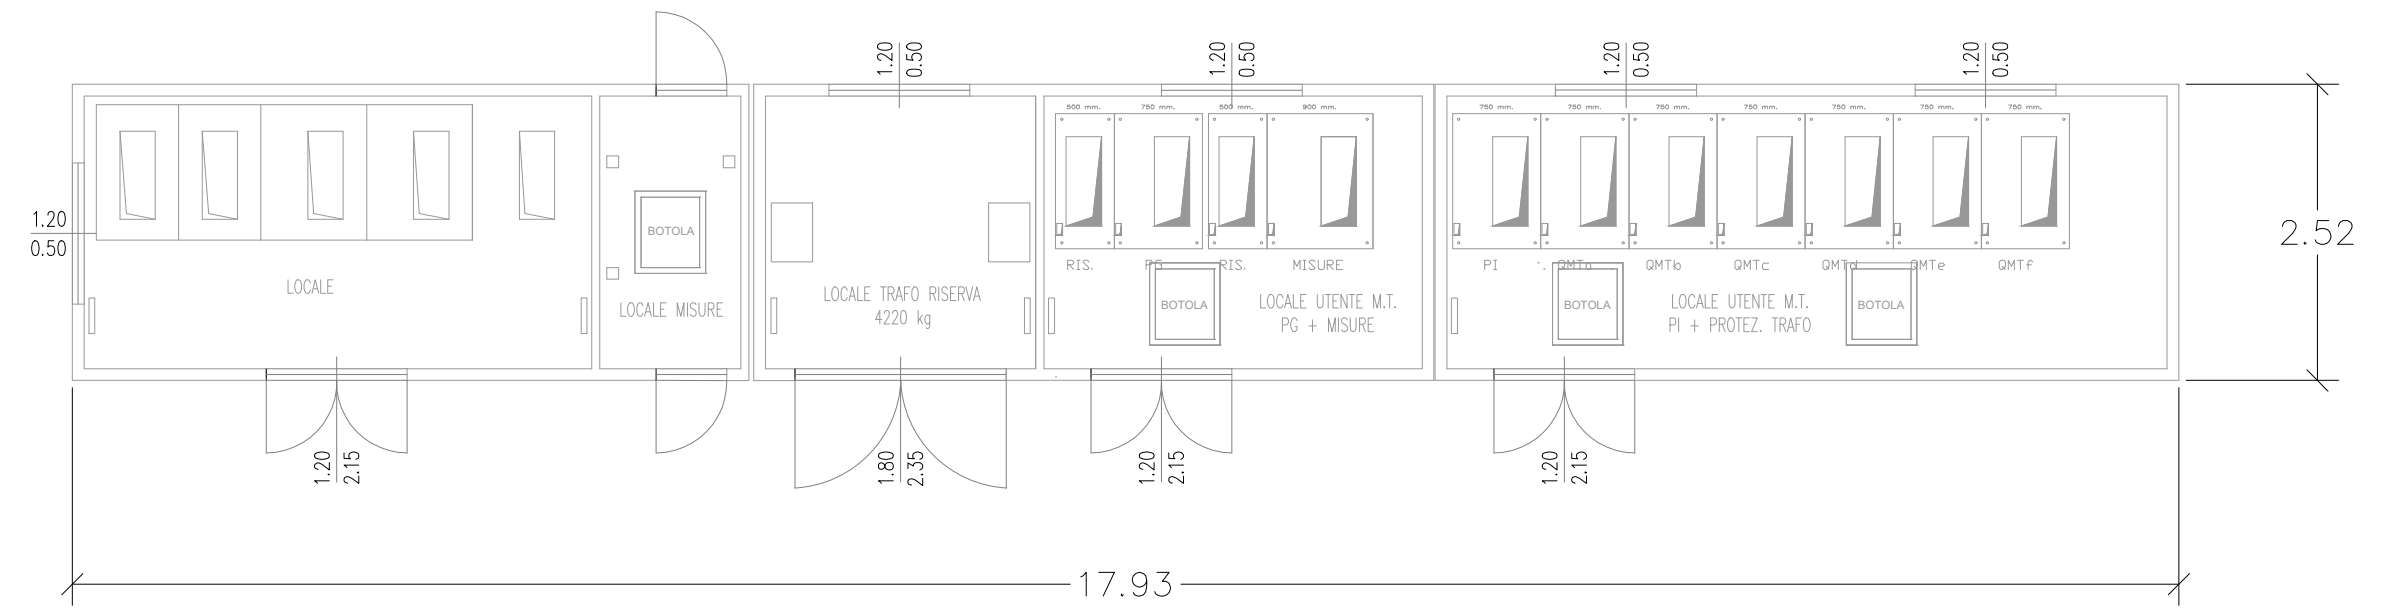 1.20
0.50
1.20
0.50
1.20
0.50
1.20
0.50
500 mm.
750 mm.
500 mm.
900 mm.
750 mm.
750 mm.
750 mm.
750 mm.
750 mm.
750 mm.
750 mm.
1.20
0.50
BOTOLA
LOCALE
LOCALE MISURE
LOCALE TRAFO RISERVA
4220 kg
RIS.
PG
RIS.
MISURE
BOTOLA
LOCALE UTENTE M.T.
PG + MISURE
PI
QMTa
QMTb
QMTc
QMTd
QMTe
QMTf
BOTOLA
LOCALE UTENTE M.T.
PI + PROTEZ. TRAFO
BOTOLA
2.52
1.20
2.15
1.80
2.35
1.20
2.15
1.20
2.15
17.93